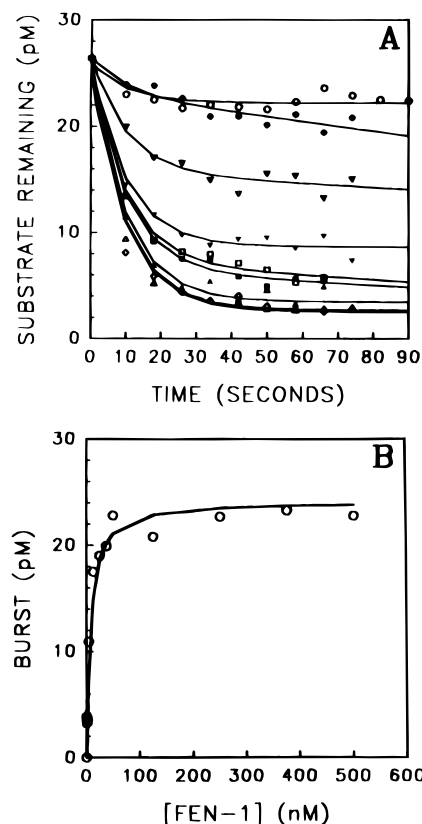 A
SUBSTRATE REMAINING (pM)
30
20
10
0
0 10 20 30 40 50 60 70 80 90
TIME (SECONDS)
B
BURST (pM)
30
20
10
0
0 100 200 300 400 500 600
[FEN-1] (nM)